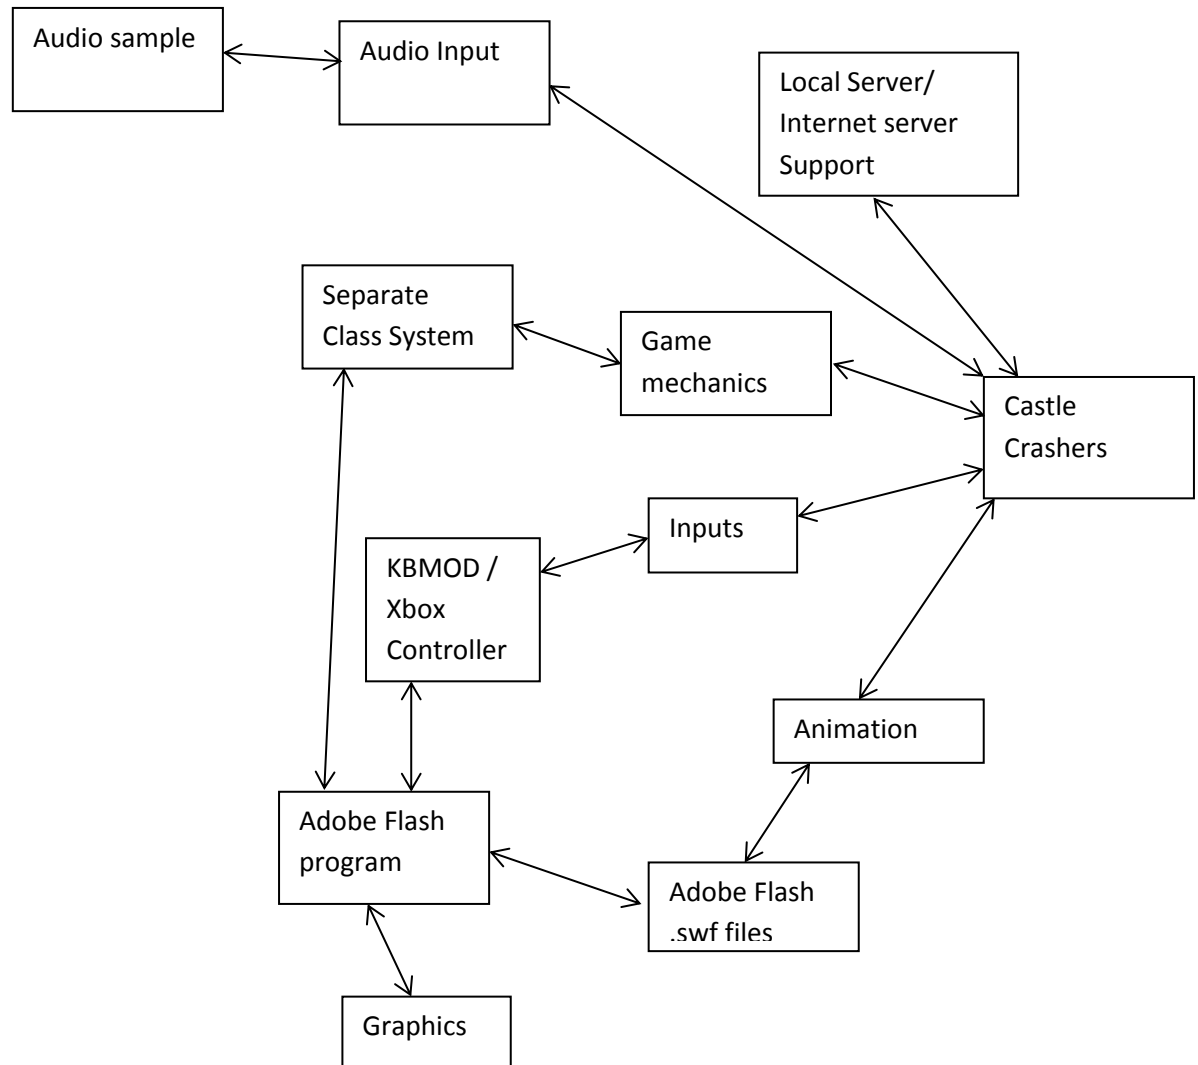 Audio sample
Audio Input
Local Server/
Internet server
Support
Separate
Class System
Game
mechanics
Castle
Crashers
Inputs
KBMOD /
Xbox
Controller
Animation
Adobe Flash
program
Adobe Flash
.swf files
Graphics